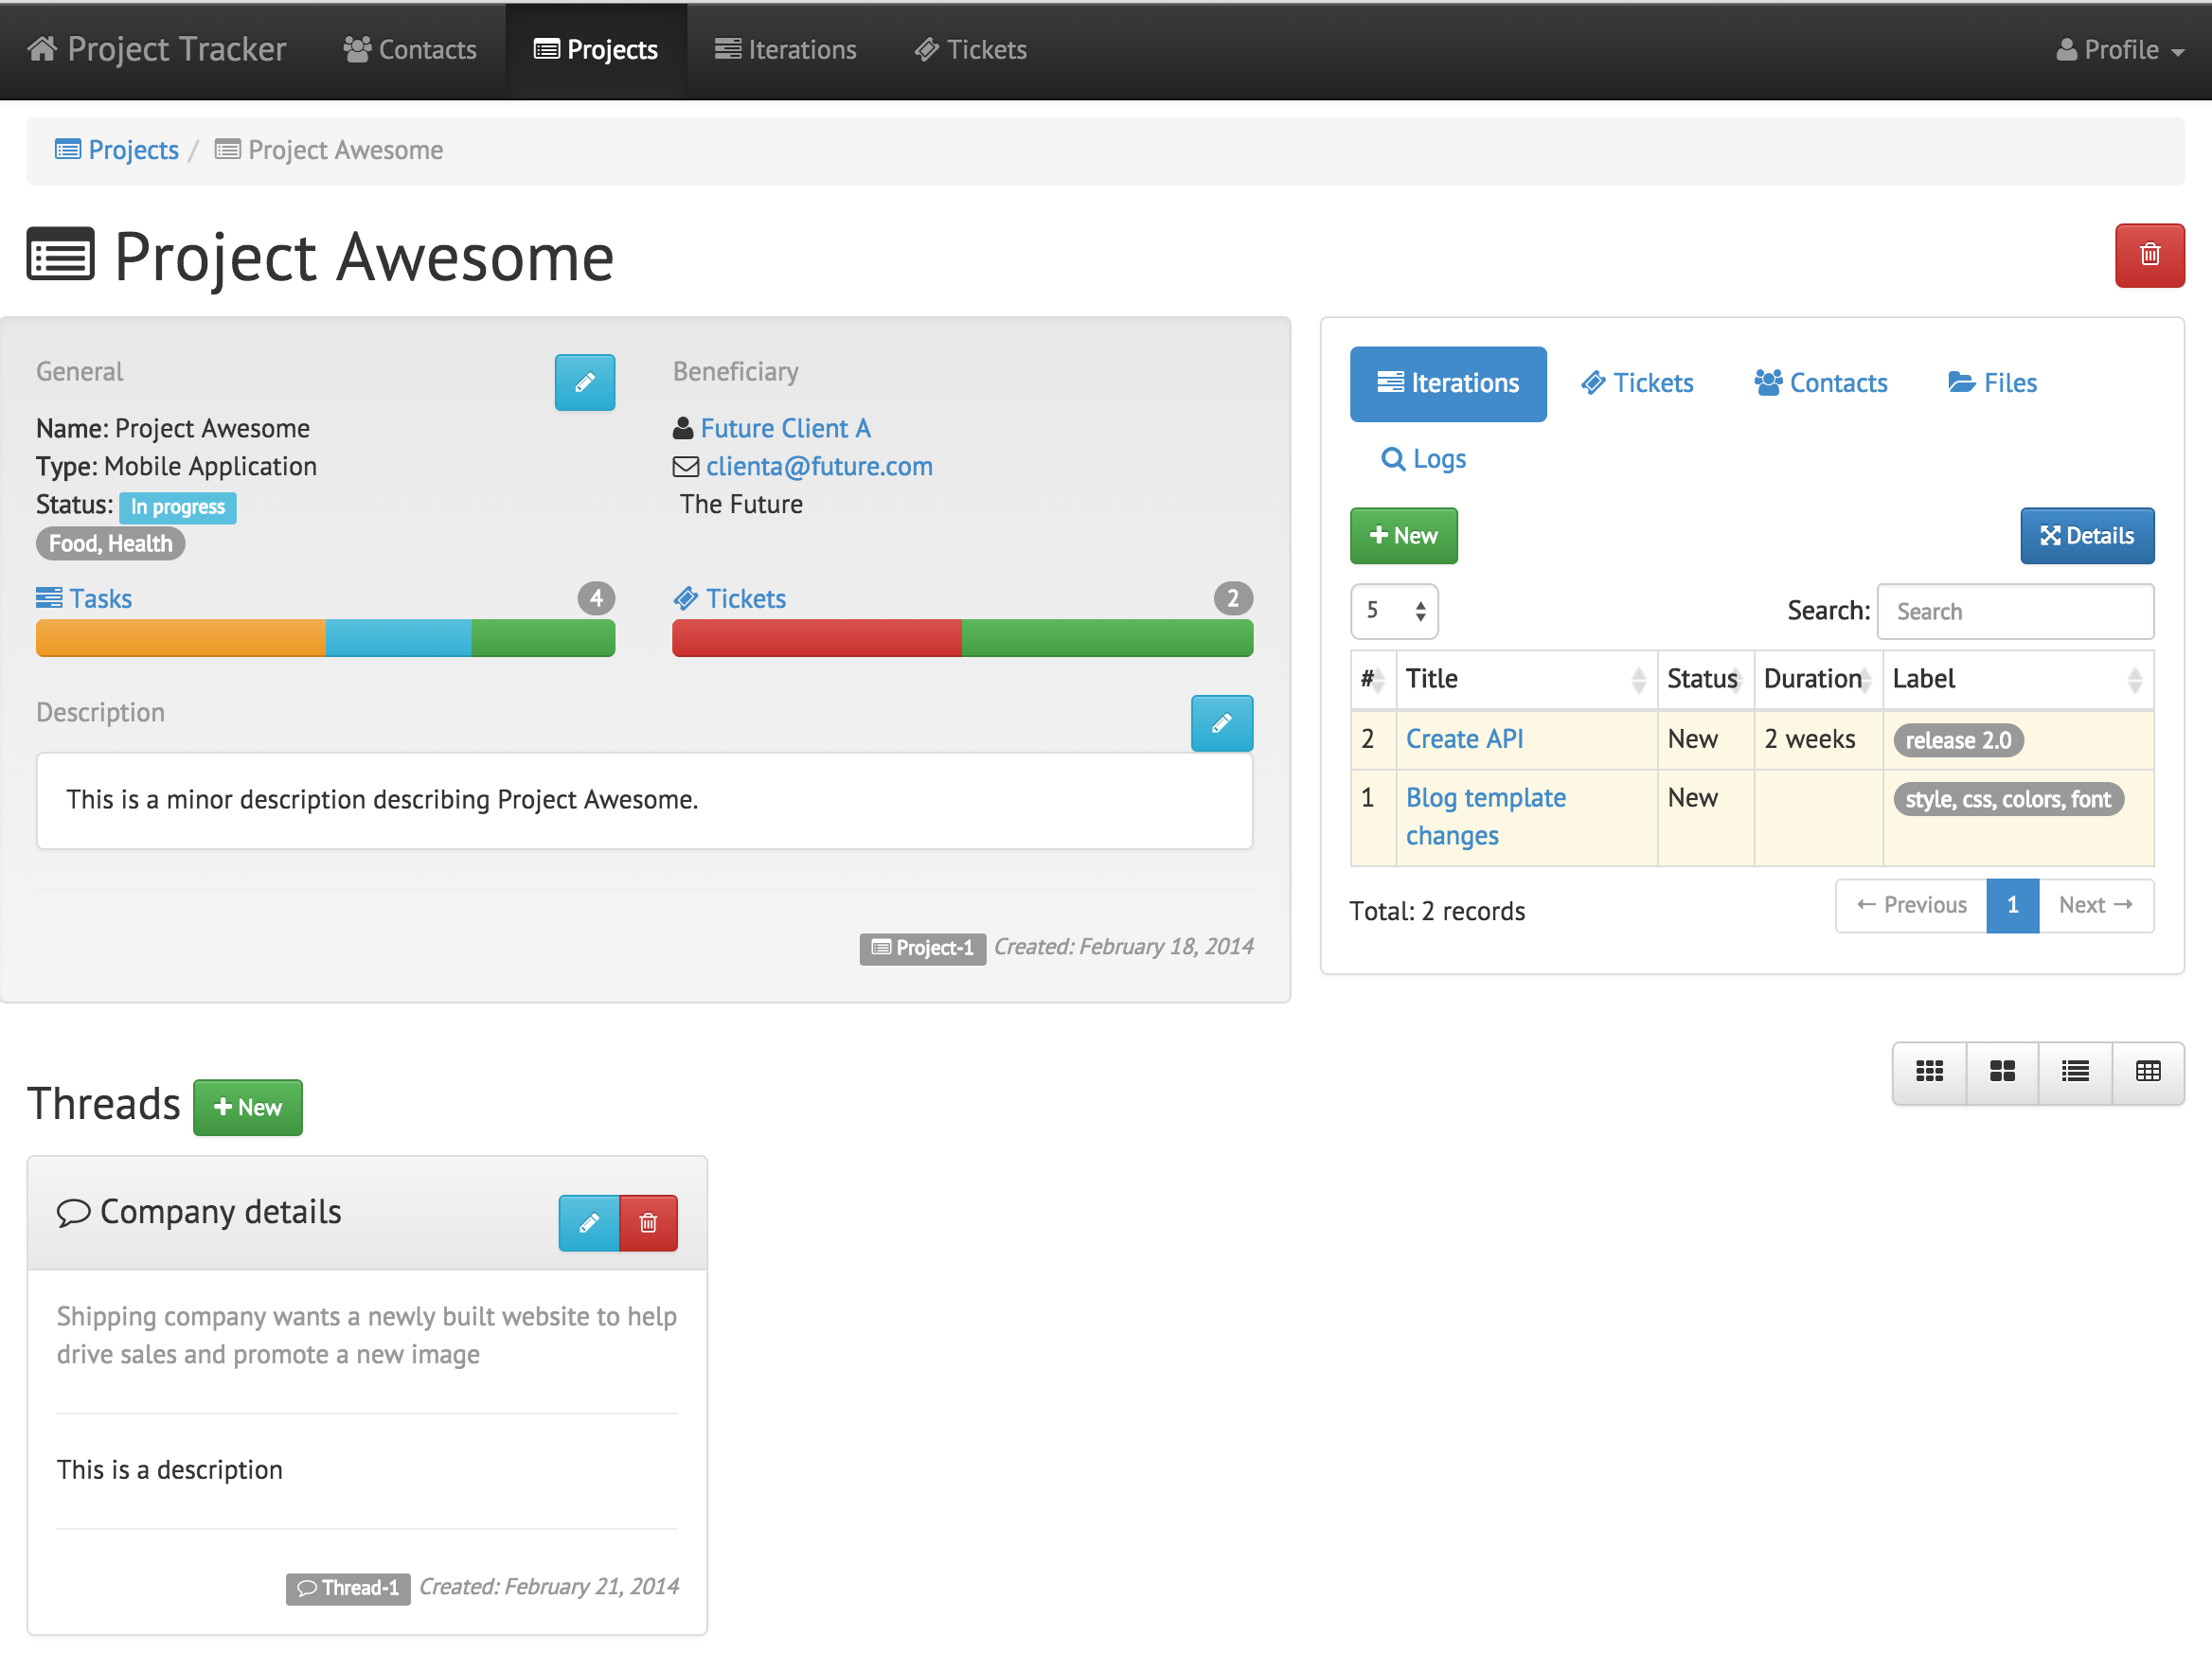 Project Tracker Contacts Projects Iterations Tickets Profile
Projects / Project Awesome
Project Awesome
General
Name: Project Awesome
Type: Mobile Application
Status: In progress
Food, Health
Beneficiary
Future Client A
clienta@future.com
The Future
Tasks 4
Tickets 2
Description
This is a minor description describing Project Awesome.
Project-1 Created: February 18, 2014
Iterations Tickets Contacts Files
Logs
New Details
5 Search: Search
# Title Status Duration Label
2 Create API New 2 weeks release 2.0
1 Blog template changes New style, css, colors, font
Total: 2 records
← Previous 1 Next →
Threads New
Company details
Shipping company wants a newly built website to help
drive sales and promote a new image
This is a description
Thread-1 Created: February 21, 2014